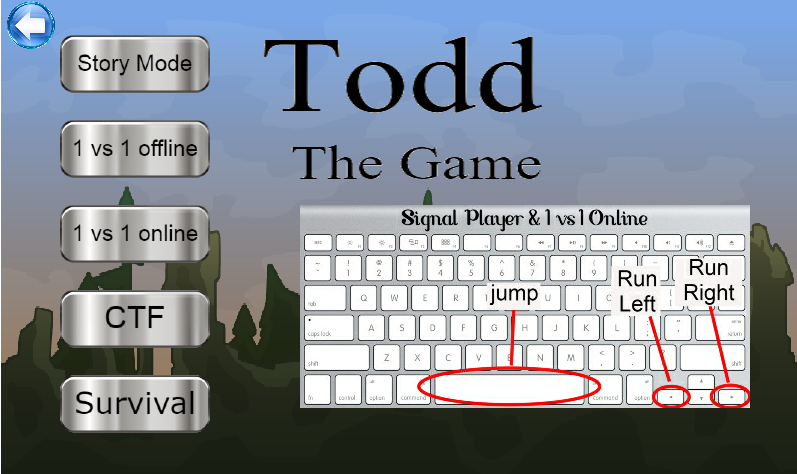 Story Mode
1 vs 1 offline
1 vs 1 online
CTF
Survival
Todd
The Game
Signal Player & 1 vs 1 Online
jump
Run
Left
Run
Right
esc
~ ! 1 @ 2 # 3 $ 4 % 5 ^ 6 & 7 * 8 ( 9
tab Q W E R U I
caps lock A S D F G H J K L return
shift Z X C V B N M < , > . shift
fn control option command command option